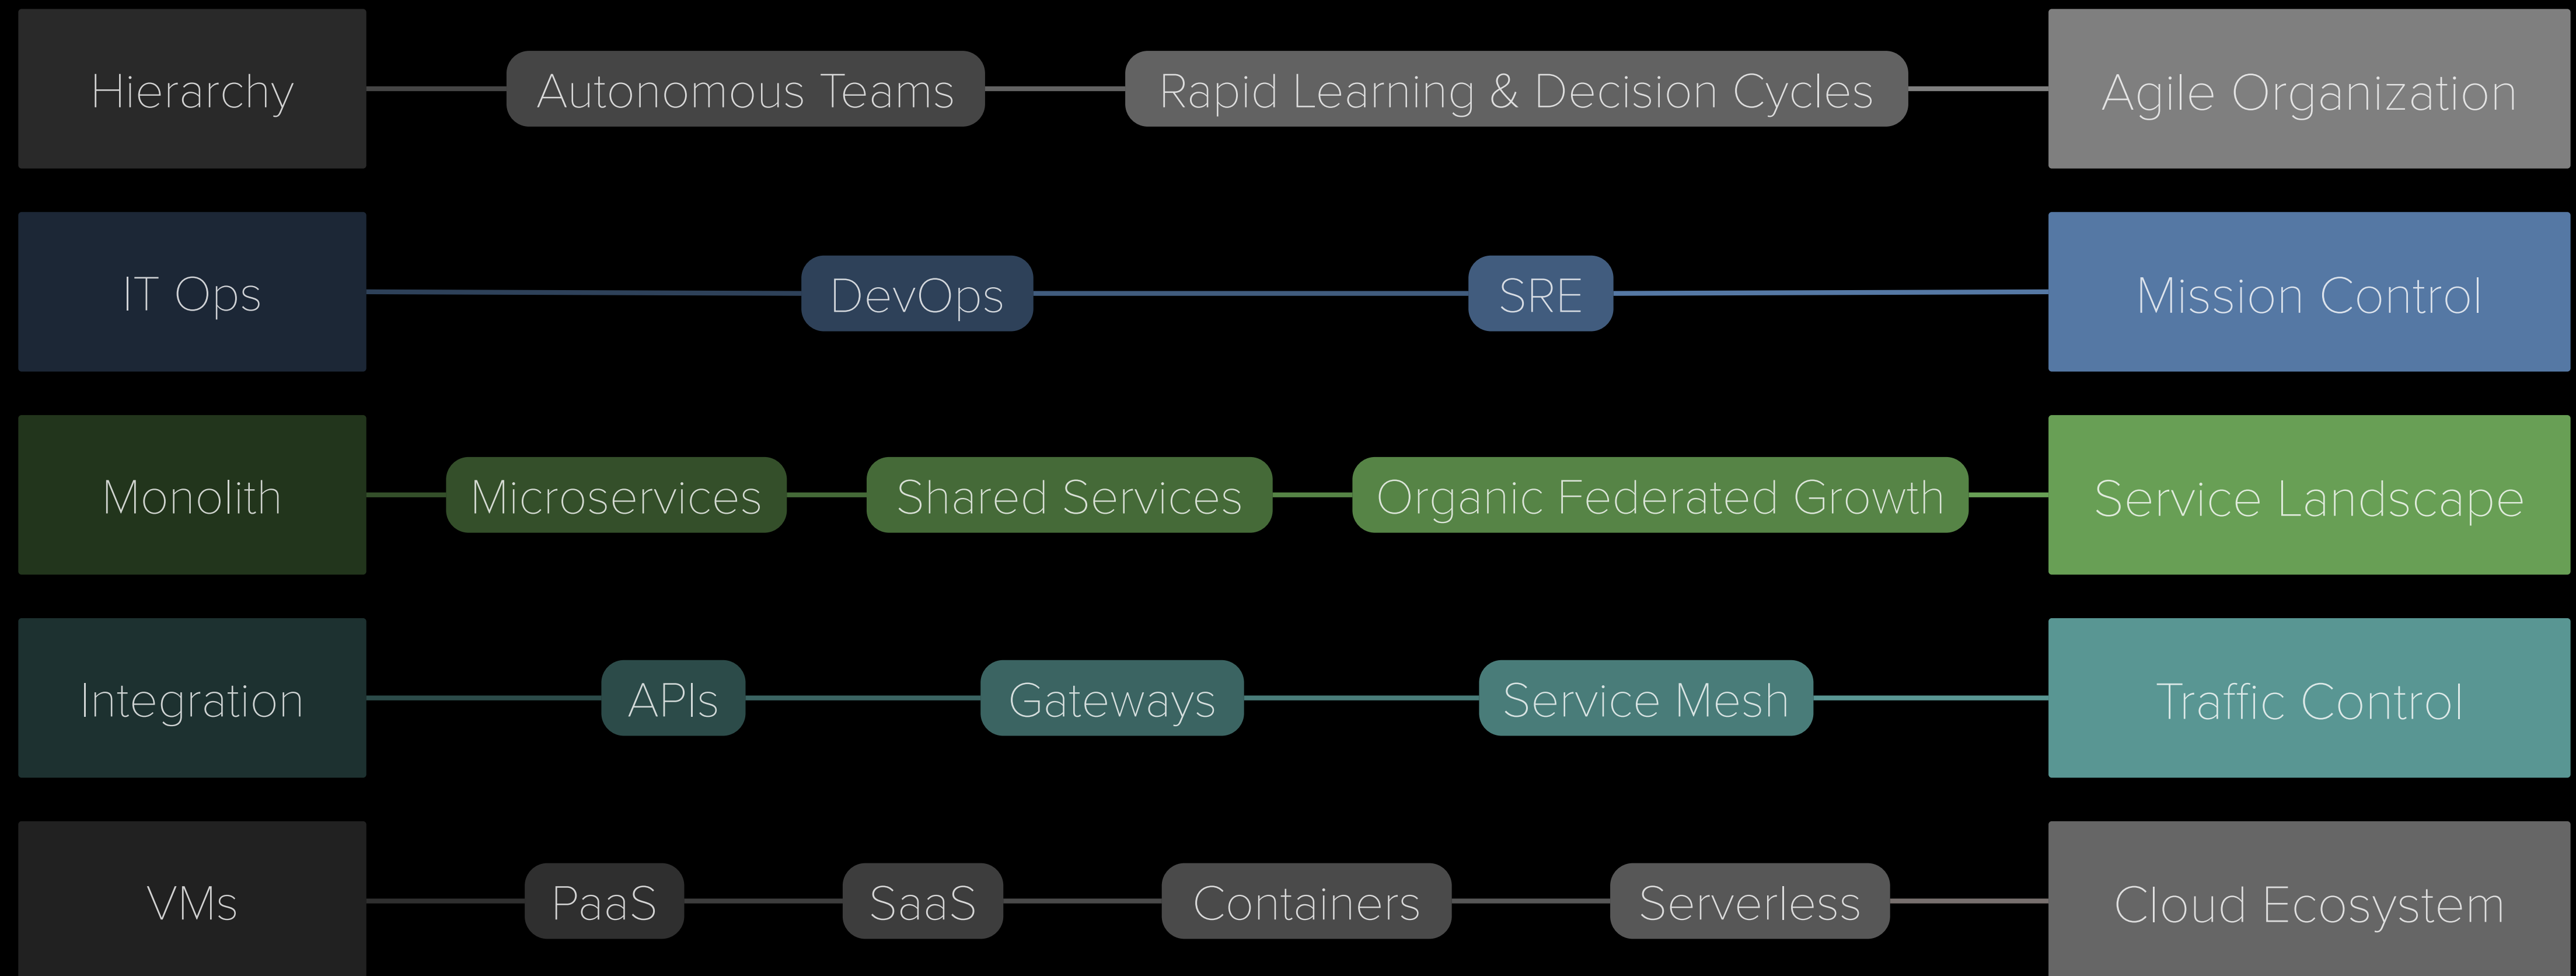 Hierarchy
Autonomous Teams
Rapid Learning & Decision Cycles
Agile Organization
IT Ops
DevOps
SRE
Mission Control
Monolith
Microservices
Shared Services
Organic Federated Growth
Service Landscape
Integration
APIs
Gateways
Service Mesh
Traffic Control
VMs
PaaS
SaaS
Containers
Serverless
Cloud Ecosystem